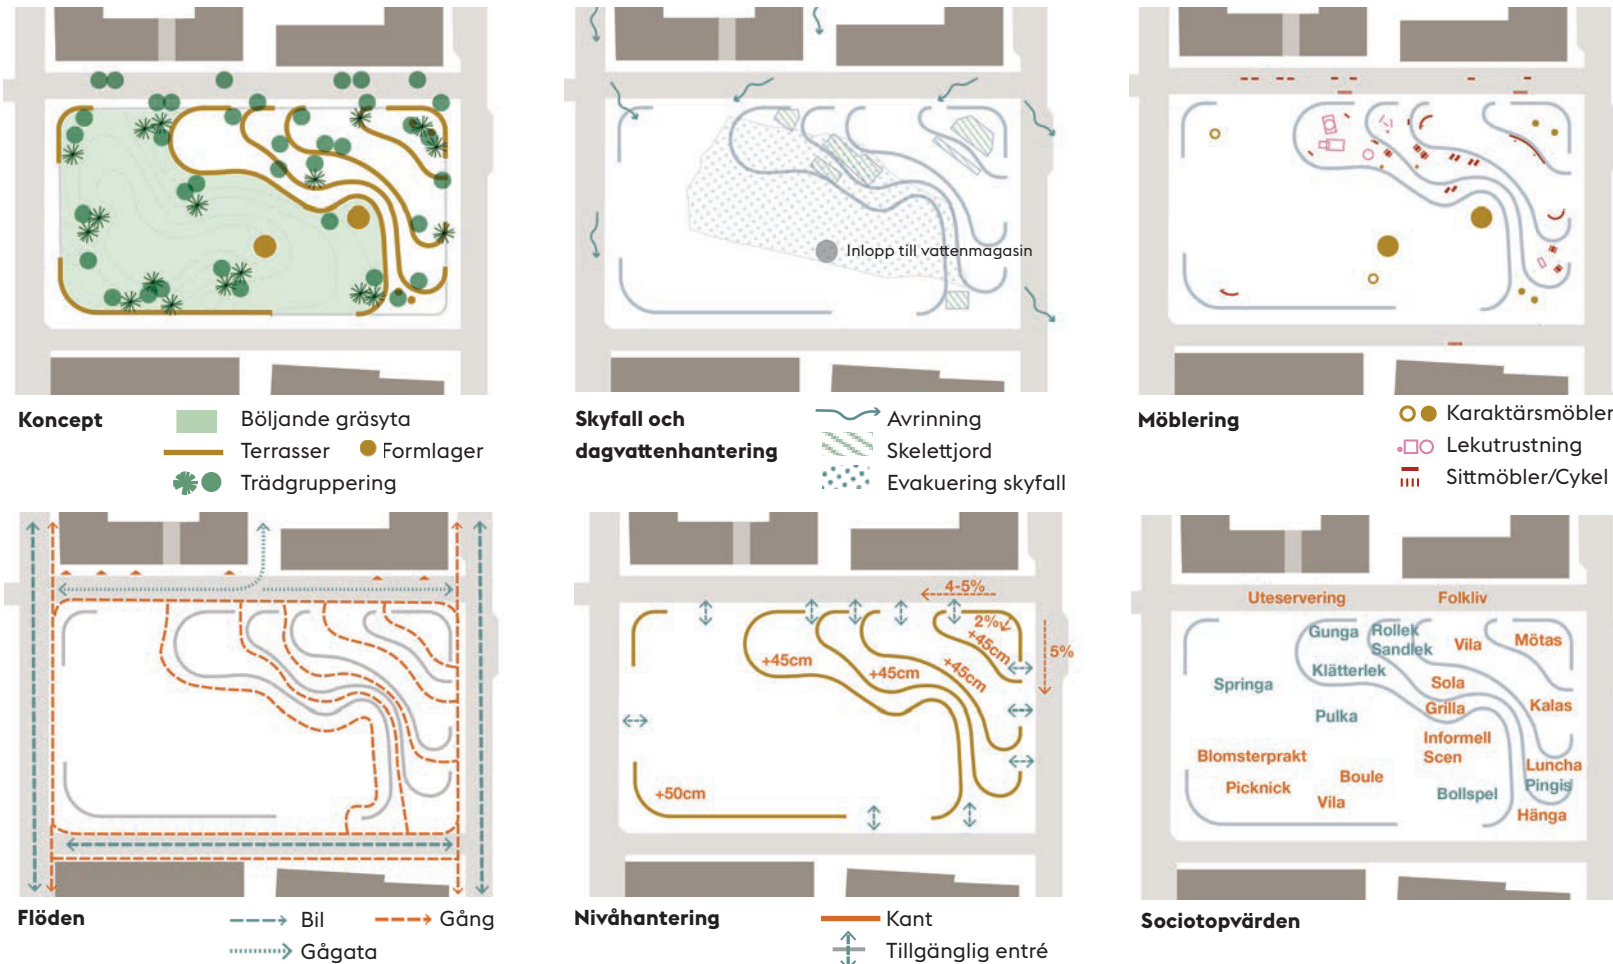 Inlopp till vattenmagasin
Koncept
Böljande gräsyta
Terrasser
Formlager
Trädgruppering
Skyfall och
dagvattenhantering
Avrinning
Skelettjord
Evakuering skyfall
Möblering
Karaktärsmöbler
Lekutrustning
Sittmöbler/Cykel
4-5%
2%
5%
+45cm
+45cm
+45cm
+45cm
+50cm
Uteservering
Folkliv
Gunga
Rollek
Sandlek
Vila
Mötas
Klätterlek
Springa
Sola
Grilla
Kalas
Pulka
Informell
Scen
Blomsterprakt
Luncha
Boule
Pingis
Picknick
Bollspel
Vila
Hänga
Flöden
Bil
Gång
Gågata
Nivåhantering
Kant
Tillgänglig entré
Sociotopvärden